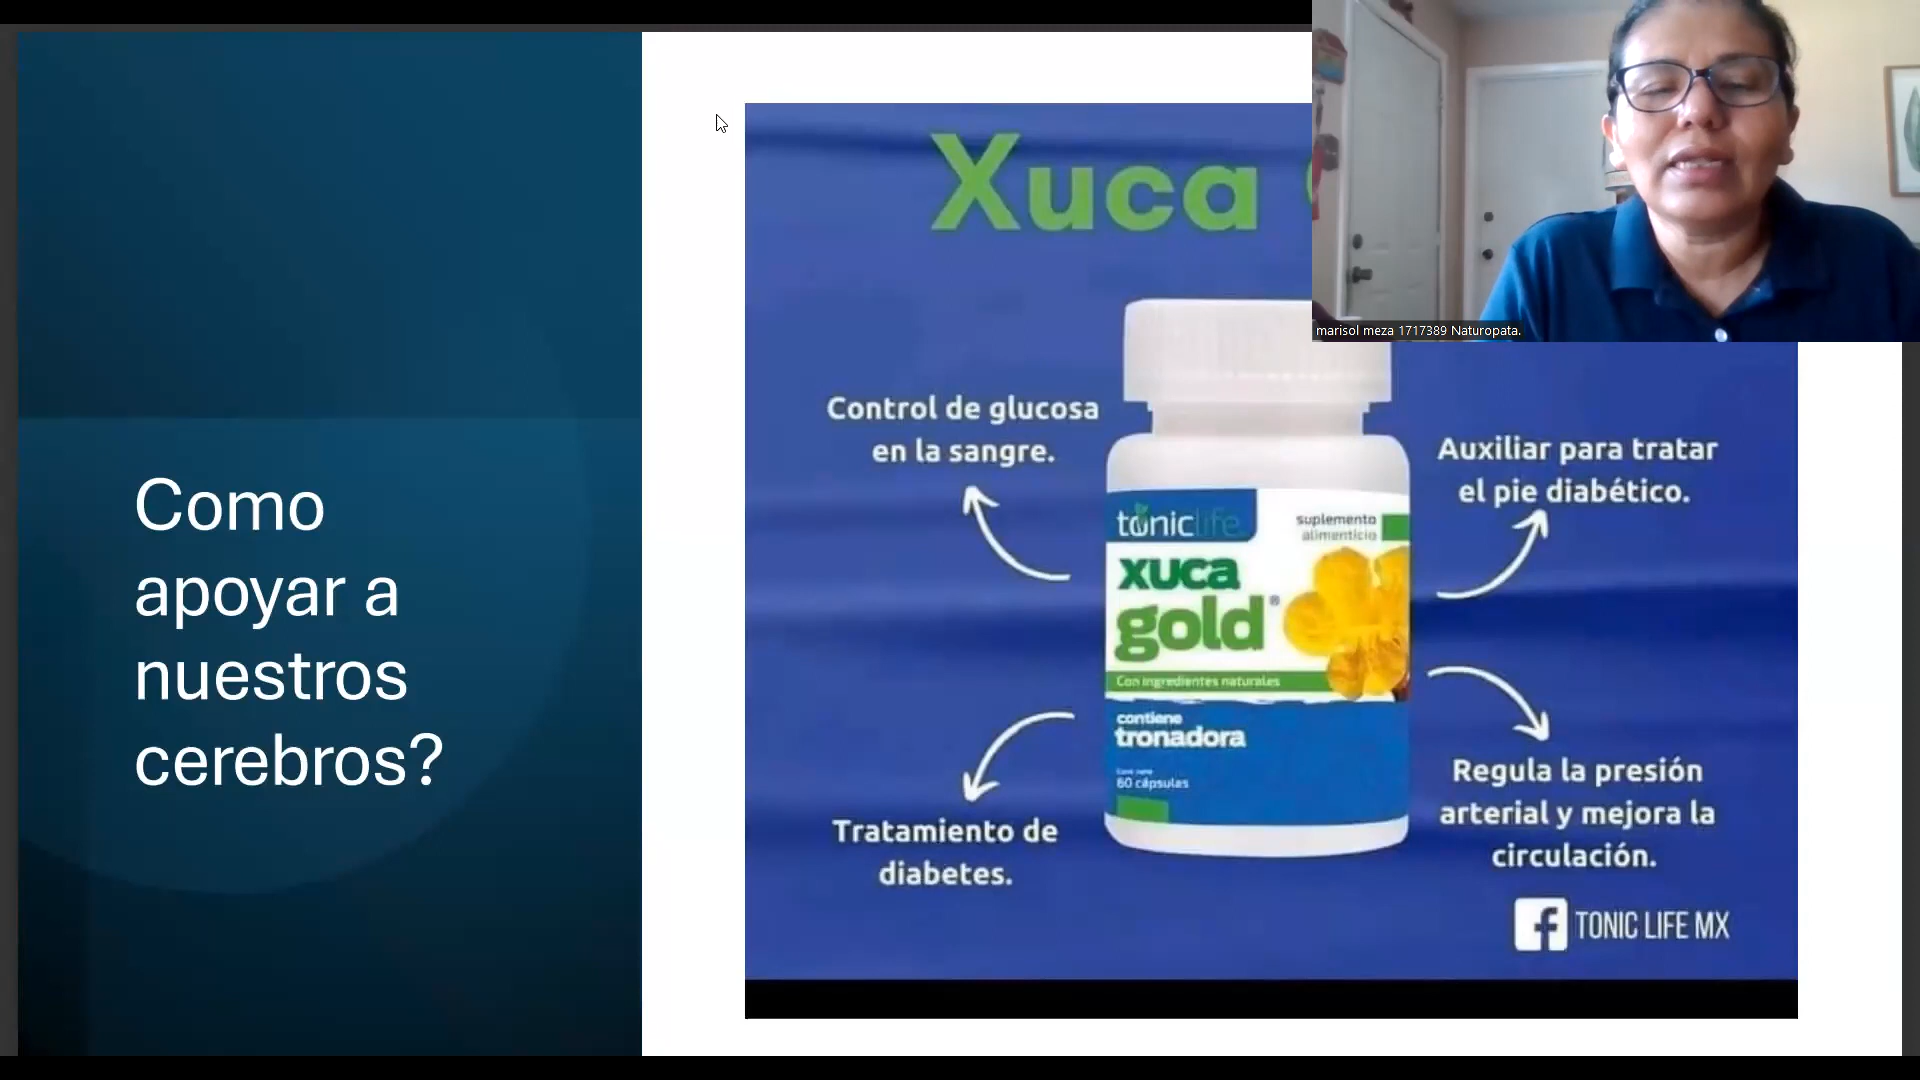 Como
apoyar a
nuestros
cerebros?
Xuca
Control de glucosa
en la sangre.
Auxiliar para tratar
el pie diabético.
toniclife
suplemento
alimenticio
xuca
gold®
Con ingredientes naturales
contiene
tronadora
60 cápsulas
Tratamiento de
diabetes.
Regula la presión
arterial y mejora la
circulación.
TONIC LIFE MX
marisol meza 1717389 Naturopata.